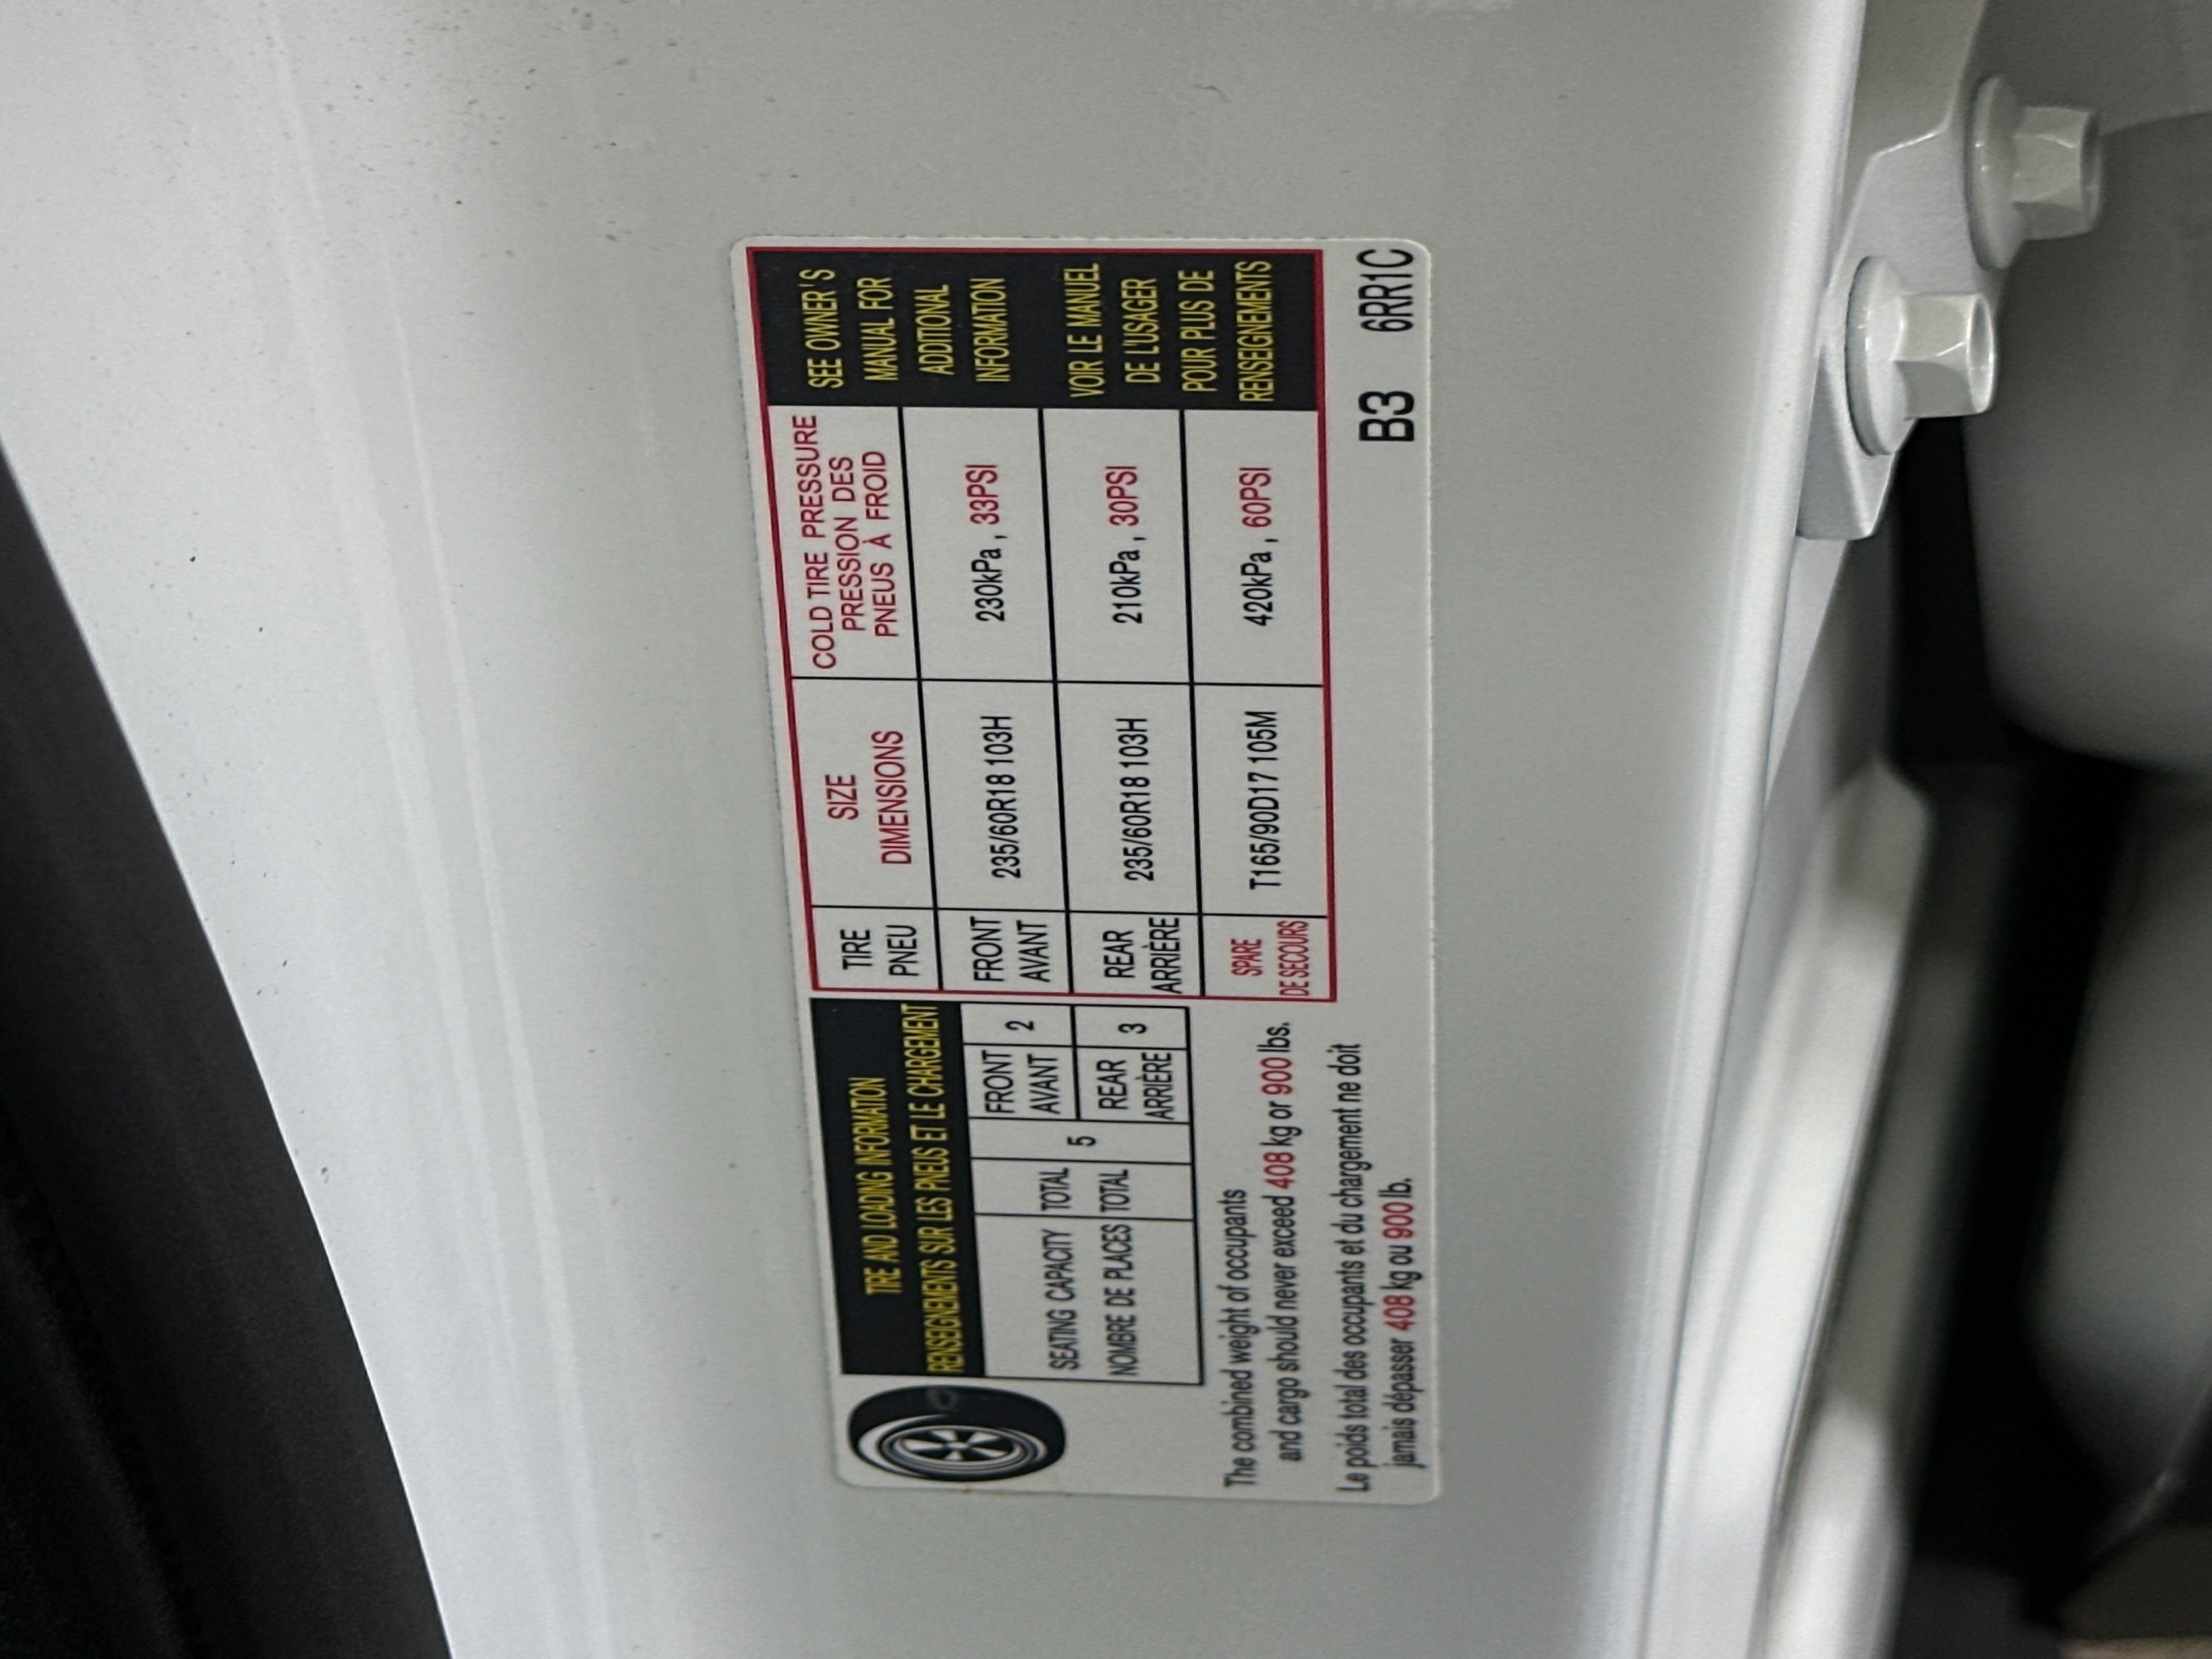 TIRE AND LOADING INFORMATION
RENSEIGNEMENTS SUR LES PNEUS ET LE CHARGEMENT
SEATING CAPACITY TOTAL 5 FRONT 2
AVANT
NOMBRE DE PLACES TOTAL REAR 3
ARRIÈRE
The combined weight of occupants
and cargo should never exceed 408 kg or 900 lbs.
Le poids total des occupants et du chargement ne doit
jamais dépasser 408 kg ou 900 lb.
TIRE SIZE COLD TIRE PRESSURE
PNEU DIMENSIONS PRESSION DES
PNEUS À FROID
FRONT 235/60R18 103H 230kPa , 33PSI
AVANT
REAR 235/60R18 103H 210kPa , 30PSI
ARRIÈRE
SPARE T165/90D17 105M 420kPa , 60PSI
DE SECOURS
SEE OWNER'S
MANUAL FOR
ADDITIONAL
INFORMATION
VOIR LE MANUEL
DE L'USAGER
POUR PLUS DE
RENSEIGNEMENTS
B3 6RR1C